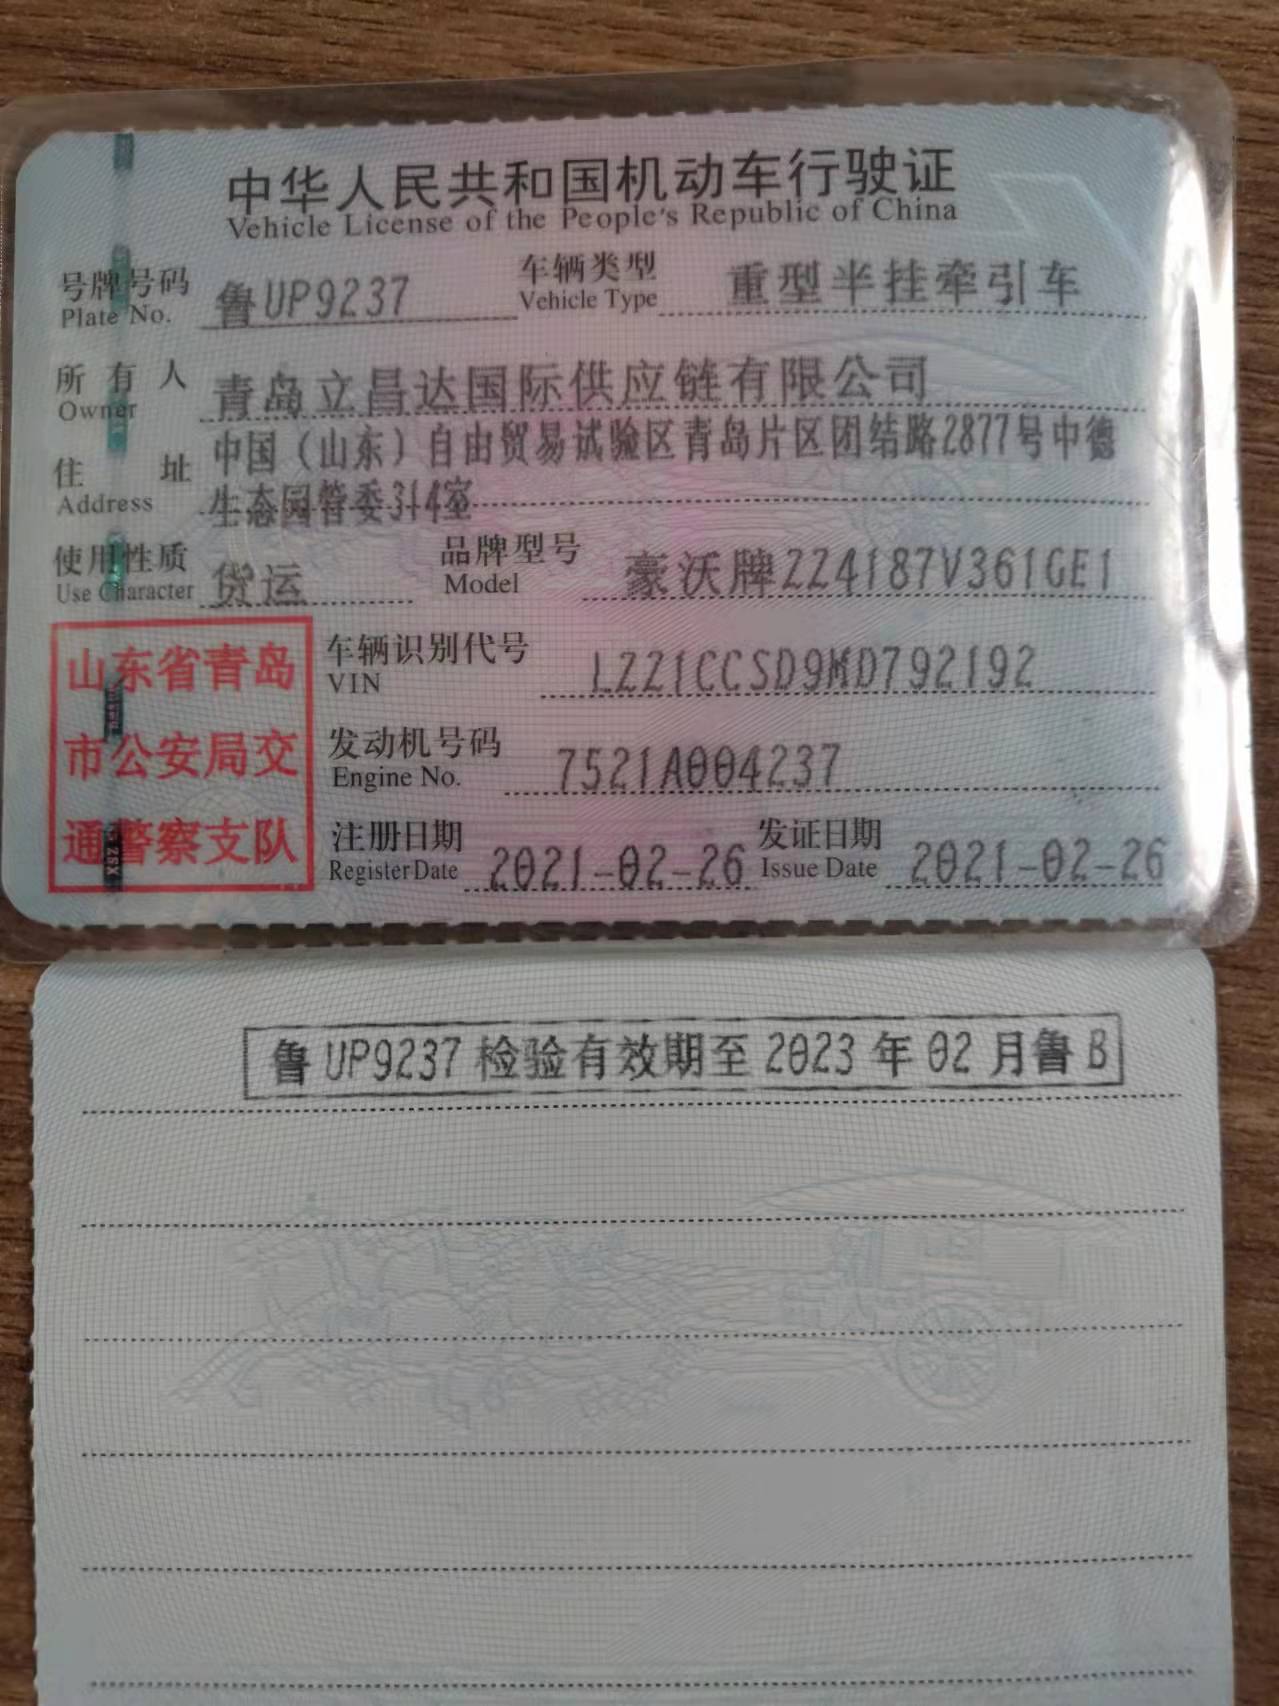 中华人民共和国机动车行驶证
Vehicle License of the People's Republic of China
号牌号码 鲁UP9237 车辆类型 重型半挂牵引车
Plate No. Vehicle Type
所有人 青岛立昌达国际供应链有限公司
Owner
住址 中国（山东）自由贸易试验区青岛片区团结路2877号中德
Address 生态园管委314室
使用性质 货运 品牌型号 豪沃牌ZZ4187V361GE1
Use Character Model
山东省青岛
市公安局交
通警察支队
车辆识别代号 LZZ1CCSD9MD792192
VIN
发动机号码 7521A004237
Engine No.
注册日期 2021-02-26 发证日期 2021-02-26
Register Date Issue Date
鲁UP9237 检验有效期至 2023 年 02 月鲁 B